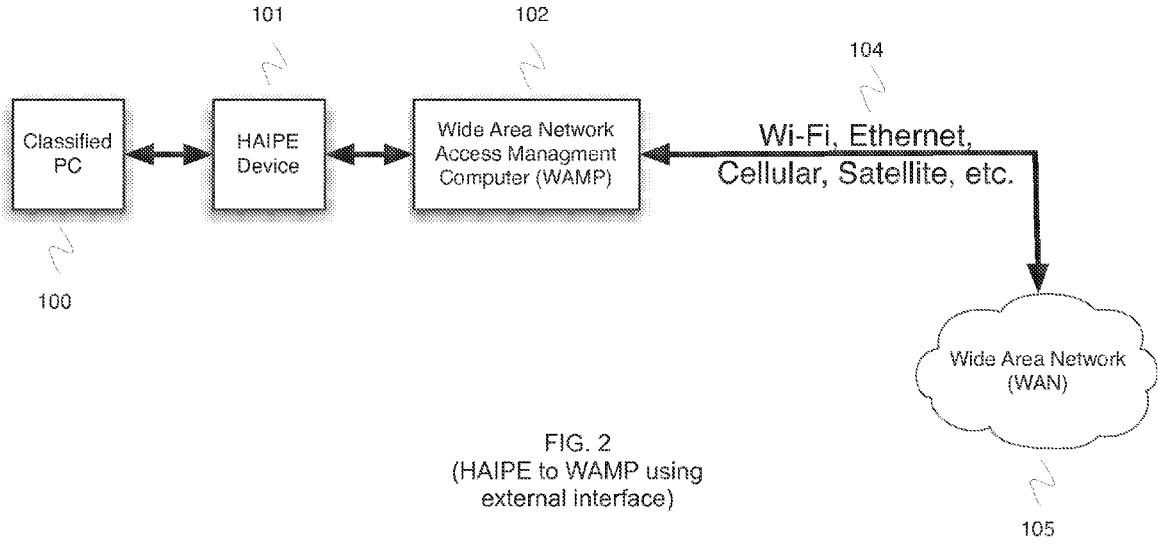 101
102
104
Classified
PC
HAIPE
Device
Wide Area Network
Access Managment
Computer (WAMP)
Wi-Fi, Ethernet,
Cellular, Satellite, etc.
100
Wide Area Network
(WAN)
FIG. 2
(HAIPE to WAMP using
external interface)
105